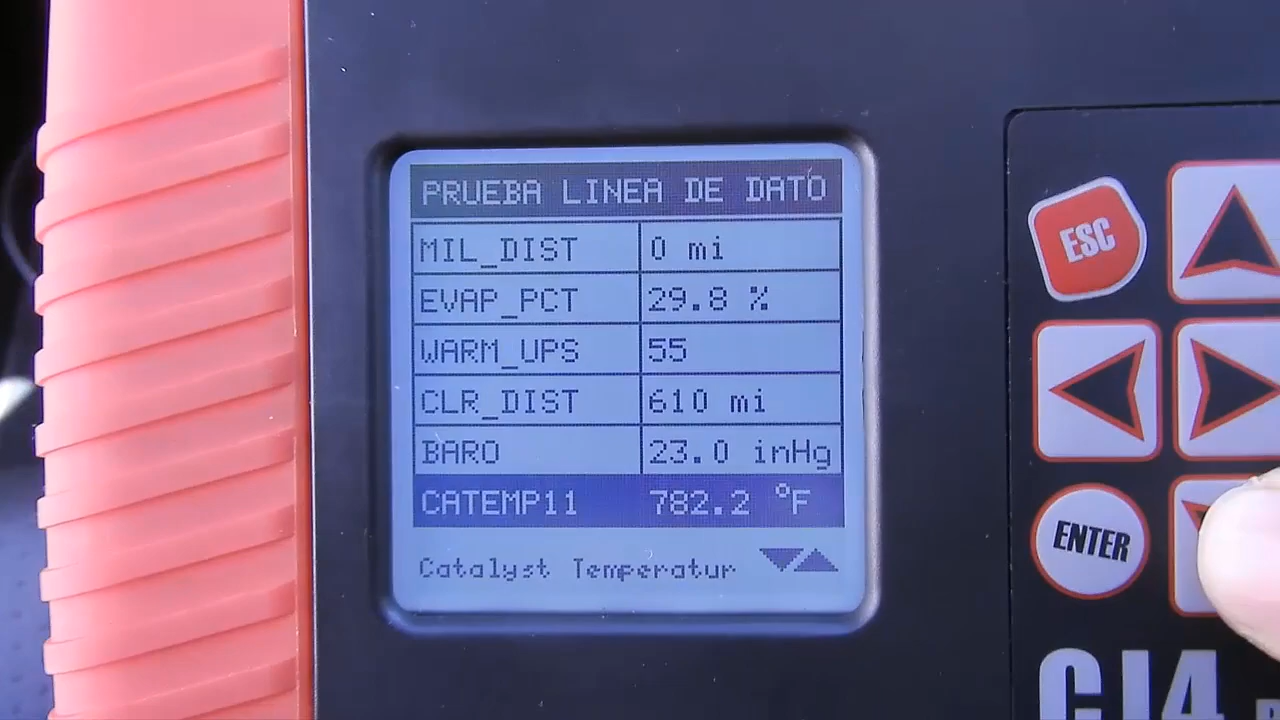 PRUEBA LINEA DE DATO
MIL_DIST 0 mi
EVAP_PCT 29.8 %
WARM_UPS 55
CLR_DIST 610 mi
BARO 23.0 inHg
CATEMP11 782.2 °F
Catalyst Temperatur
ESC
ENTER
CJ4